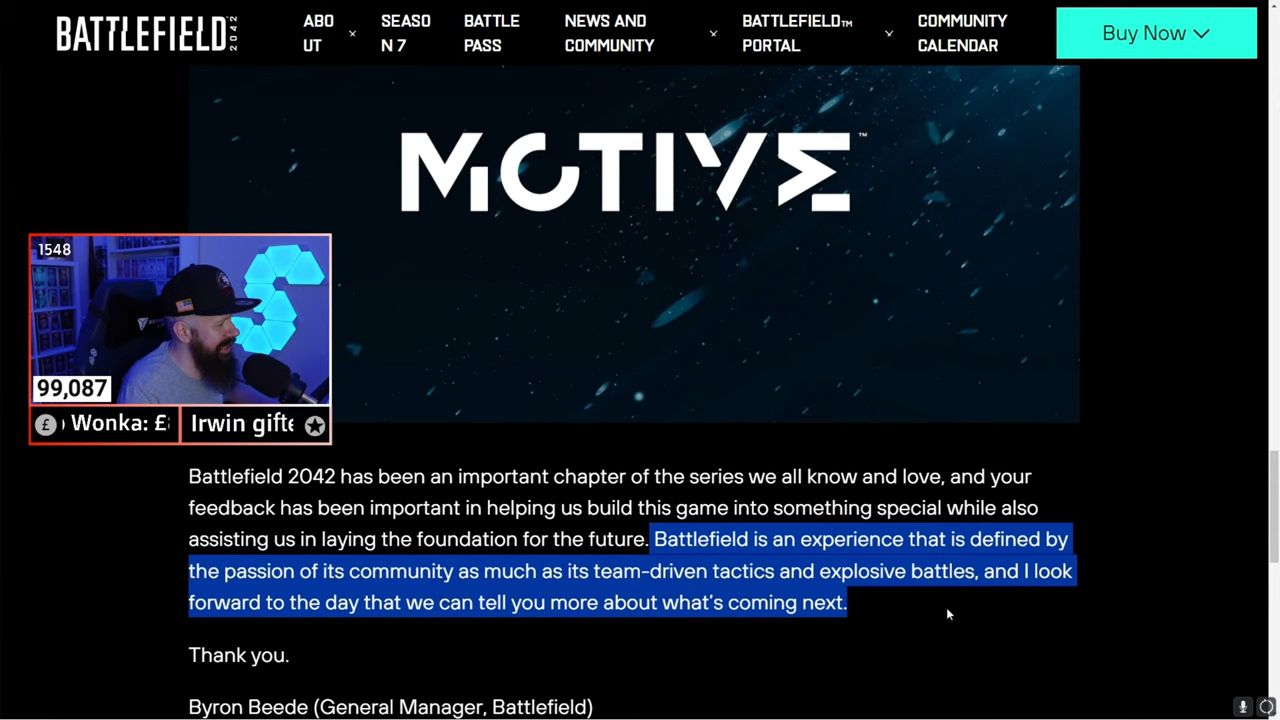 BATTLEFIELD 2042
ABO
UT
SEASO
N 7
BATTLE
PASS
NEWS AND
COMMUNITY
BATTLEFIELD™
PORTAL
COMMUNITY
CALENDAR
Buy Now
MOTIVE™
1548
99,087
Wonka: £
Irwin gifte
Battlefield 2042 has been an important chapter of the series we all know and love, and your
feedback has been important in helping us build this game into something special while also
assisting us in laying the foundation for the future. Battlefield is an experience that is defined by
the passion of its community as much as its team-driven tactics and explosive battles, and I look
forward to the day that we can tell you more about what's coming next.
Thank you.
Byron Beede (General Manager, Battlefield)